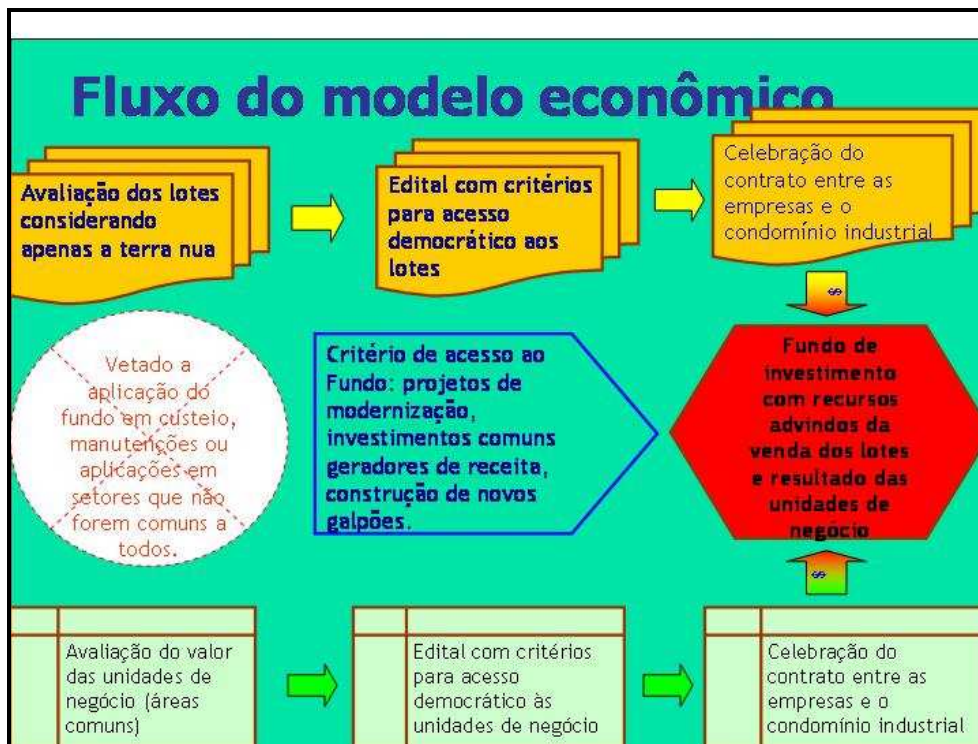 Fluxo do modelo econômico
Avaliação dos lotes
considerando
apenas a terra nua
Edital com critérios
para acesso
democrático aos
lotes
Celebração do
contrato entre as
empresas e o
condomínio industrial
$
Vetado a
aplicação do
fundo em custeio,
manutenções ou
aplicações em
setores que não
forem comuns a
todos.
Critério de acesso ao
Fundo: projetos de
modernização,
investimentos comuns
geradores de receita,
construção de novos
galpões.
Fundo de
investimento
com recursos
advindos da
venda dos lotes
e resultado das
unidades de
negócio
$
Avaliação do valor
das unidades de
negócio (áreas
comuns)
Edital com critérios
para acesso
democrático às
unidades de negócio
Celebração do
contrato entre as
empresas e o
condomínio industrial